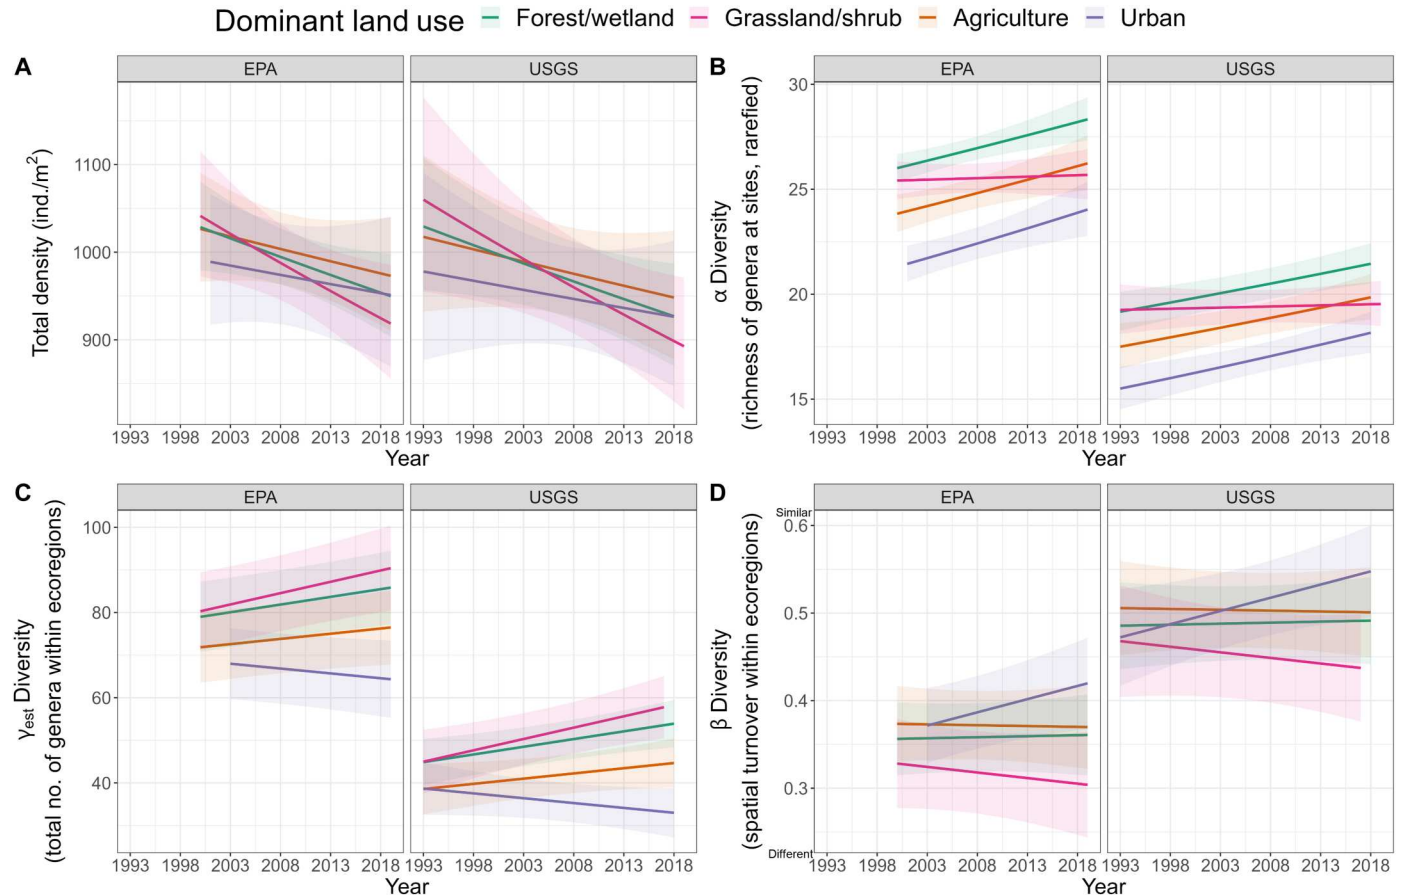 Dominant land use Forest/wetland Grassland/shrub Agriculture Urban
A
EPA
USGS
Total density (ind./m²)
1100
1000
900
1993 1998 2003 2008 2013 2018
1993 1998 2003 2008 2013 2018
Year
B
EPA
USGS
α Diversity
(richness of genera at sites, rarefied)
30
25
20
15
1993 1998 2003 2008 2013 2018
1993 1998 2003 2008 2013 2018
Year
C
EPA
USGS
γest Diversity
(total no. of genera within ecoregions)
100
80
60
40
1993 1998 2003 2008 2013 2018
1993 1998 2003 2008 2013 2018
Year
D
EPA
USGS
β Diversity
(spatial turnover within ecoregions)
Similar
0.6
0.5
0.4
0.3
Different
1993 1998 2003 2008 2013 2018
1993 1998 2003 2008 2013 2018
Year